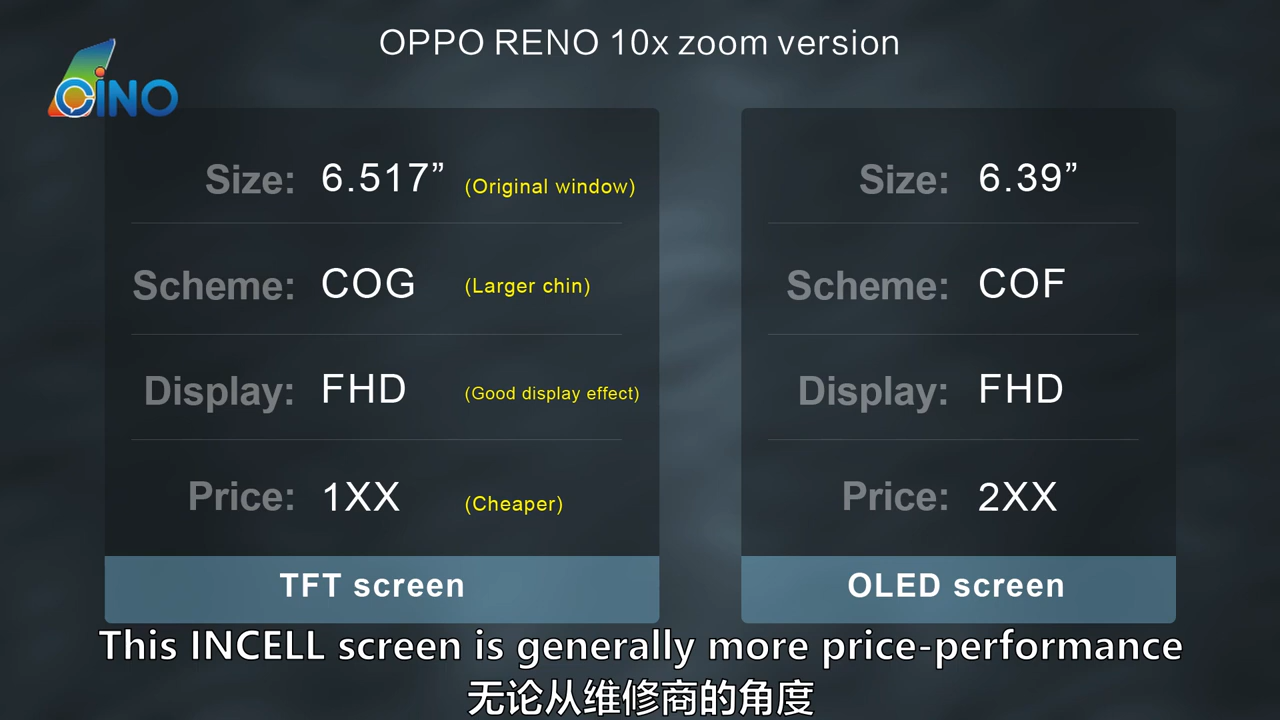 OPPO RENO 10x zoom version
CINO
Size: 6.517” (Original window)
Scheme: COG (Larger chin)
Display: FHD (Good display effect)
Price: 1XX (Cheaper)
TFT screen
Size: 6.39”
Scheme: COF
Display: FHD
Price: 2XX
OLED screen
This INCELL screen is generally more price-performance
无论从维修商的角度